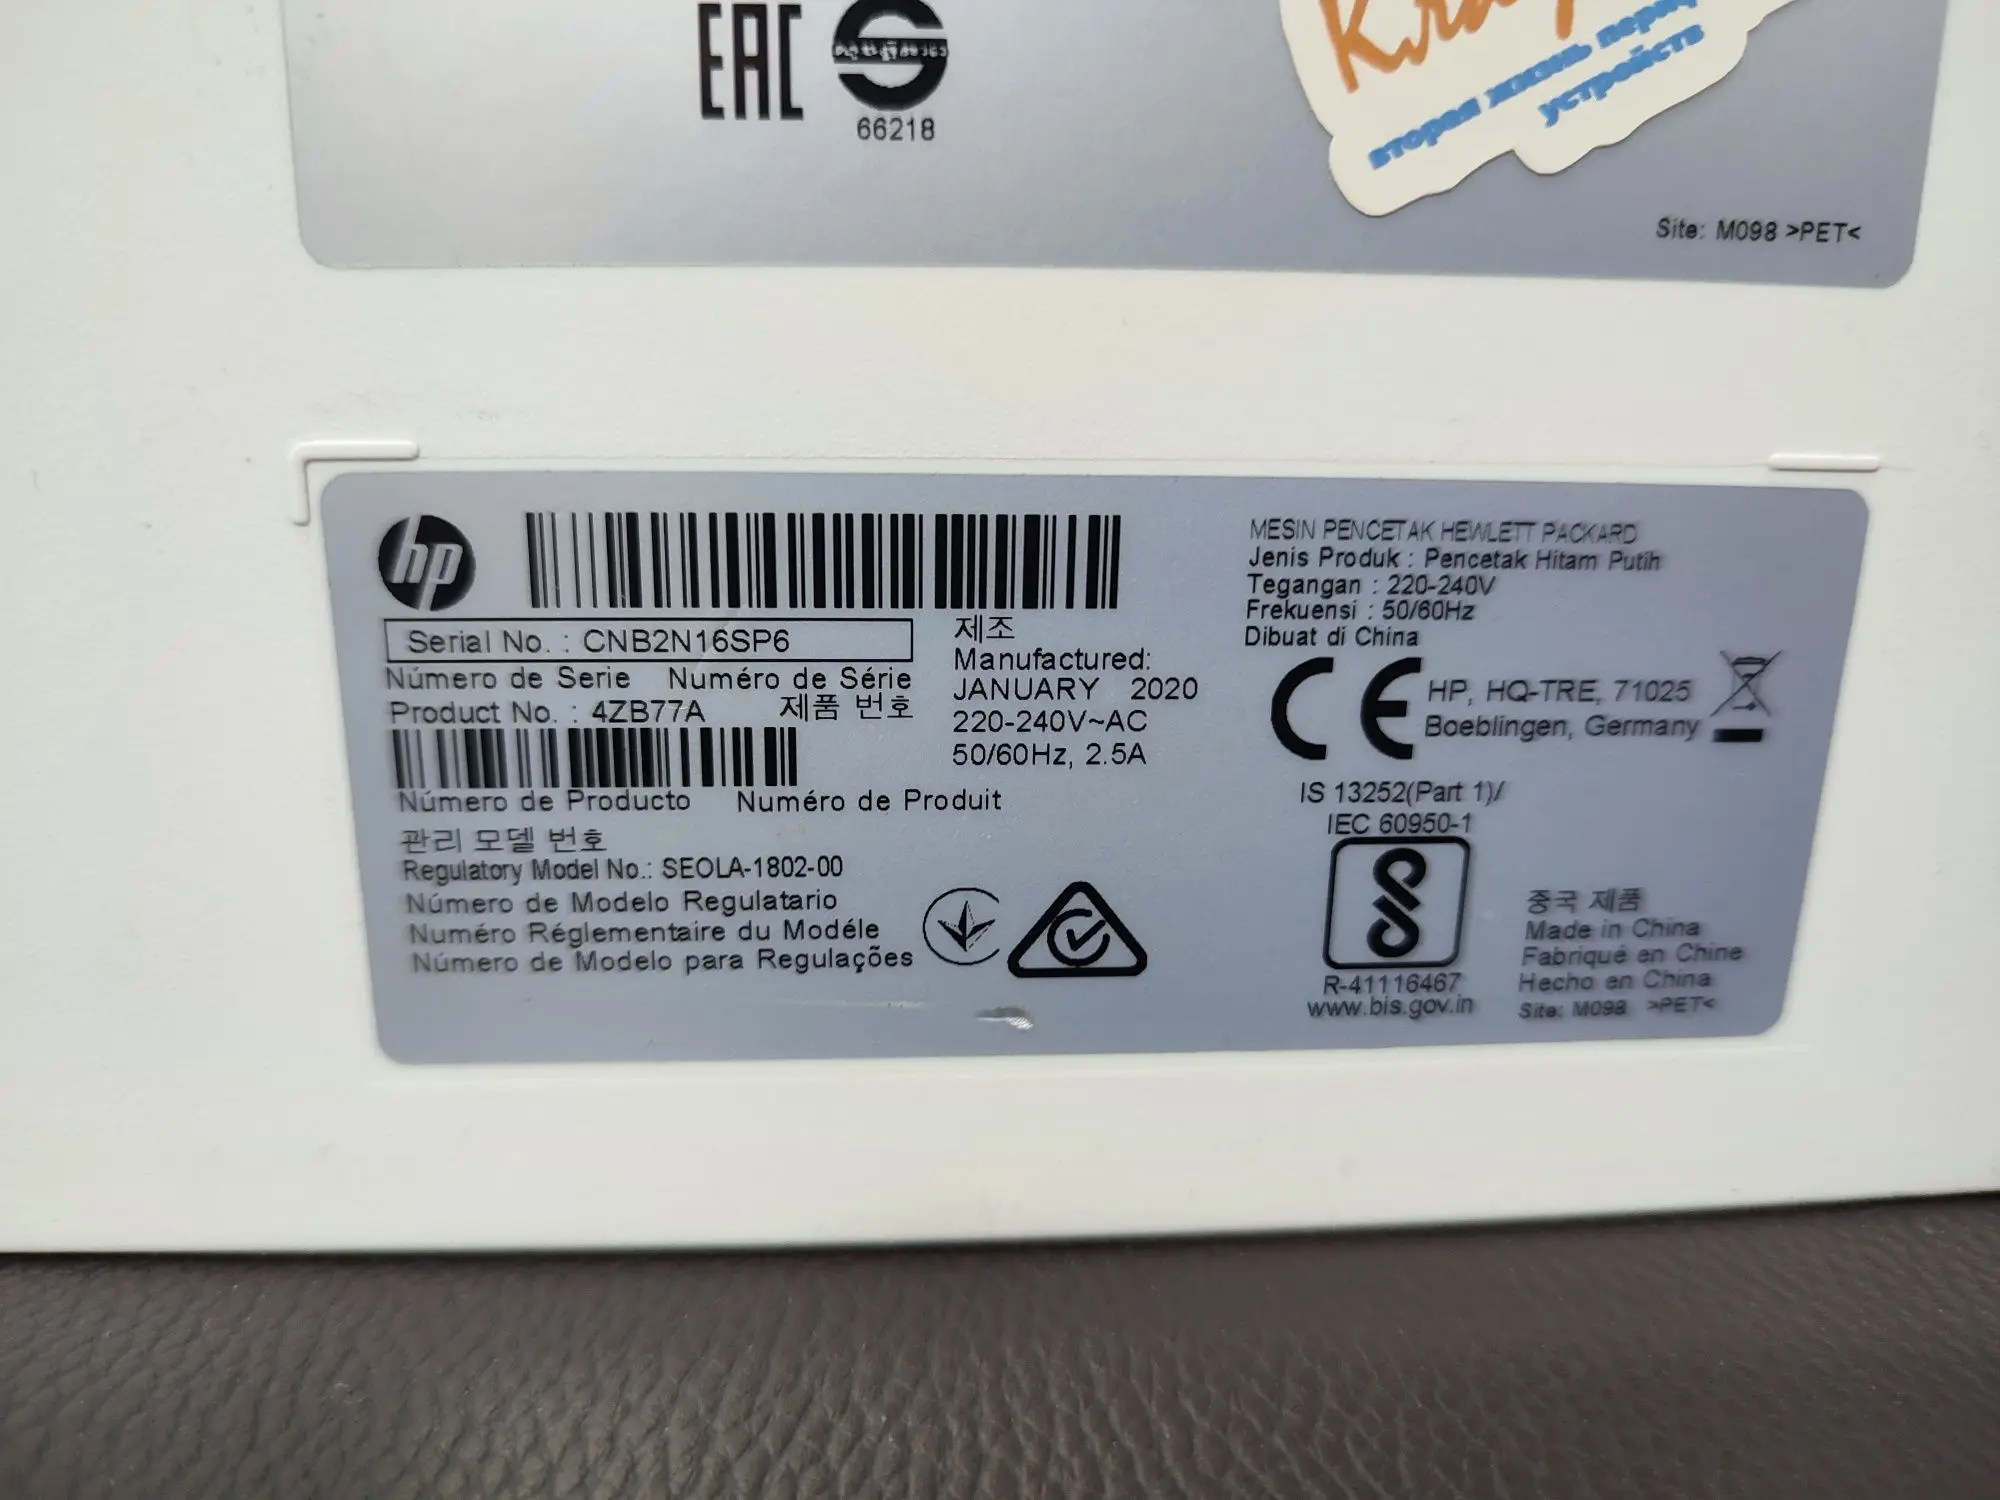 EAC
66218
вторая жизнь
устройств
Site: M098 >PET<
hp
Serial No. : CNB2N16SP6
Número de Serie Numéro de Série
Product No. : 4ZB77A 제품 번호
Número de Producto Numéro de Produit
관리 모델 번호
Regulatory Model No.: SEOLA-1802-00
Número de Modelo Regulatario
Numéro Réglementaire du Modéle
Número de Modelo para Regulações
제조
Manufactured:
JANUARY 2020
220-240V~AC
50/60Hz, 2.5A
MESIN PENCETAK HEWLETT PACKARD
Jenis Produk : Pencetak Hitam Putih
Tegangan : 220-240V
Frekuensi : 50/60Hz
Dibuat di China
CE
HP, HQ-TRE, 71025
Boeblingen, Germany
IS 13252(Part 1)/
IEC 60950-1
R-41116467
www.bis.gov.in
중국 제품
Made in China
Fabriqué en Chine
Hecho en China
Site: M098 >PET<